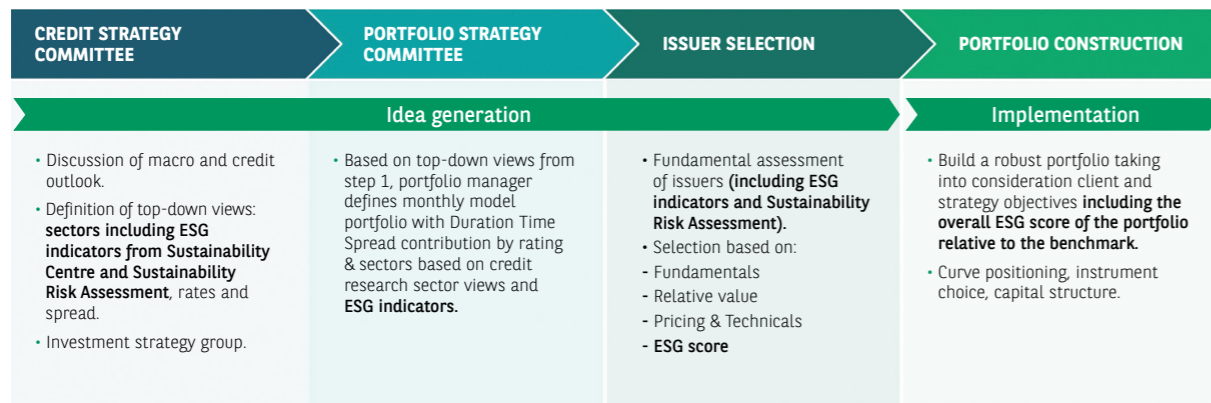 CREDIT STRATEGY
COMMITTEE
PORTFOLIO STRATEGY
COMMITTEE
ISSUER SELECTION
PORTFOLIO CONSTRUCTION
Idea generation
Implementation
• Discussion of macro and credit
outlook.
• Definition of top-down views:
sectors including ESG
indicators from Sustainability
Centre and Sustainability
Risk Assessment, rates and
spread.
• Investment strategy group.
• Based on top-down views from
step 1, portfolio manager
defines monthly model
portfolio with Duration Time
Spread contribution by rating
& sectors based on credit
research sector views and
ESG indicators.
• Fundamental assessment
of issuers (including ESG
indicators and Sustainability
Risk Assessment).
• Selection based on:
- Fundamentals
- Relative value
- Pricing & Technicals
- ESG score
• Build a robust portfolio taking
into consideration client and
strategy objectives including the
overall ESG score of the portfolio
relative to the benchmark.
• Curve positioning, instrument
choice, capital structure.